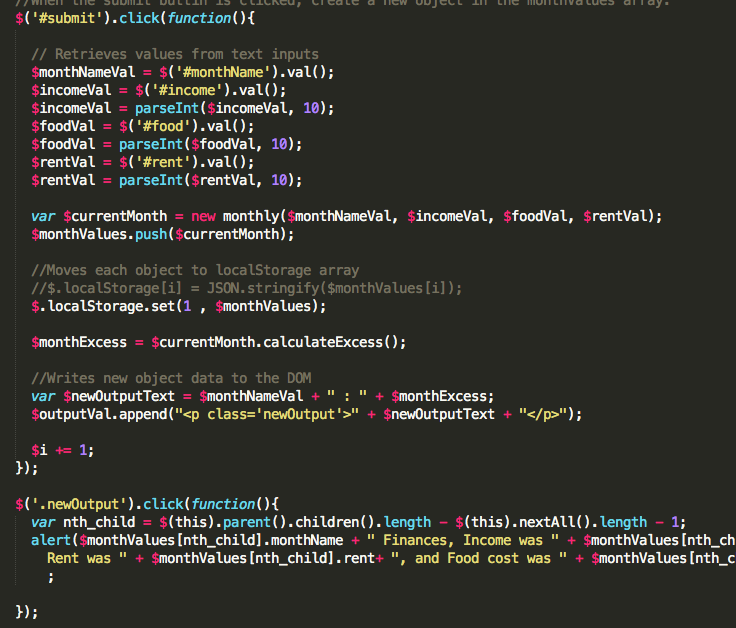 //When the submit button is clicked, create a new object in the monthValues array.
$('#submit').click(function(){
// Retrieves values from text inputs
$monthNameVal = $('#monthName').val();
$incomeVal = $('#income').val();
$incomeVal = parseInt($incomeVal, 10);
$foodVal = $('#food').val();
$foodVal = parseInt($foodVal, 10);
$rentVal = $('#rent').val();
$rentVal = parseInt($rentVal, 10);
var $currentMonth = new monthly($monthNameVal, $incomeVal, $foodVal, $rentVal);
$monthValues.push($currentMonth);
//Moves each object to localStorage array
//$.localStorage[i] = JSON.stringify($monthValues[i]);
$.localStorage.set(1 , $monthValues);
$monthExcess = $currentMonth.calculateExcess();
//Writes new object data to the DOM
var $newOutputText = $monthNameVal + " : " + $monthExcess;
$outputVal.append("<p class='newOutput'>" + $newOutputText + "</p>");
$i += 1;
});
$('.newOutput').click(function(){
var nth_child = $(this).parent().children().length - $(this).nextAll().length - 1;
alert($monthValues[nth_child].monthName + " Finances, Income was " + $monthValues[nth_ch
Rent was " + $monthValues[nth_child].rent+ ", and Food cost was " + $monthValues[nth_c
;
});